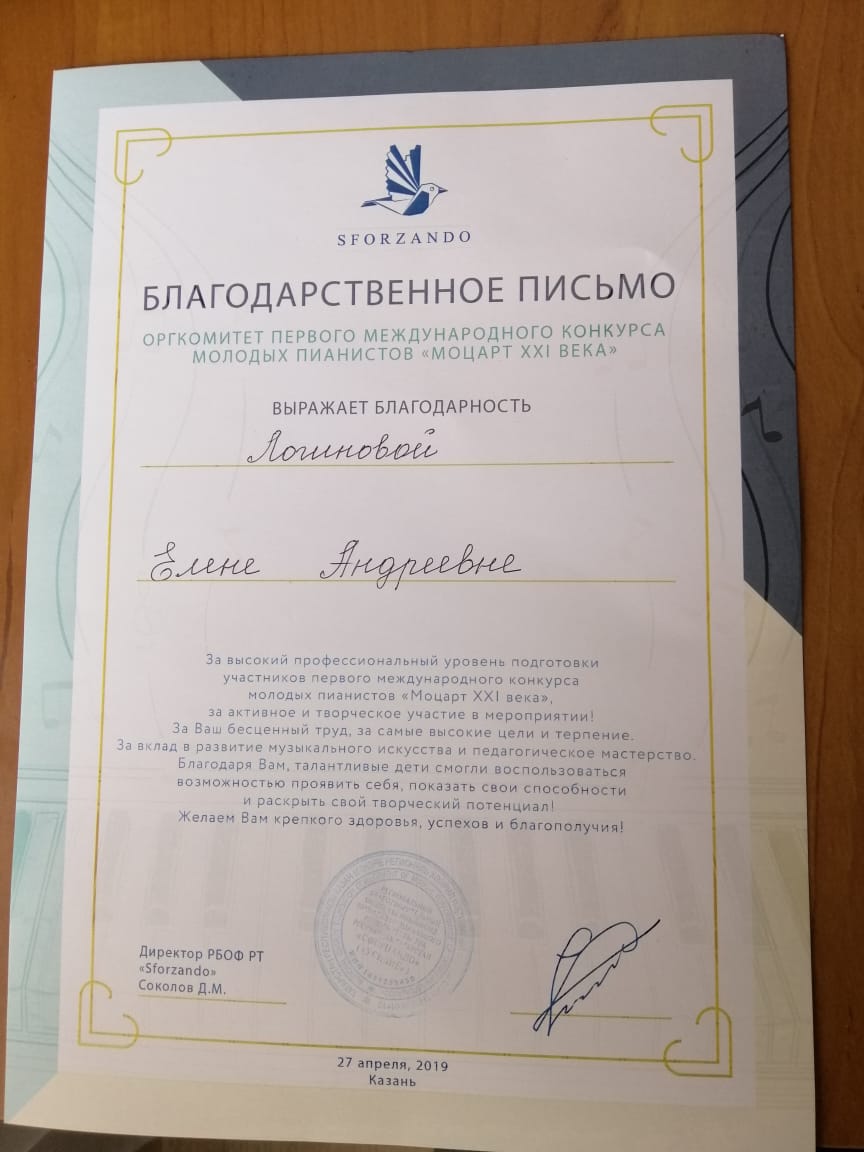 SFORZANDO
БЛАГОДАРСТВЕННОЕ ПИСЬМО
ОРГКОМИТЕТ ПЕРВОГО МЕЖДУНАРОДНОГО КОНКУРСА
МОЛОДЫХ ПИАНИСТОВ «МОЦАРТ XXI ВЕКА»
ВЫРАЖАЕТ БЛАГОДАРНОСТЬ
Логиновой
Елене Андреевне
За высокий профессиональный уровень подготовки
участников первого международного конкурса
молодых пианистов «Моцарт XXI века»,
за активное и творческое участие в мероприятии!
За Ваш бесценный труд, за самые высокие цели и терпение.
За вклад в развитие музыкального искусства и педагогическое мастерство.
Благодаря Вам, талантливые дети смогли воспользоваться
возможностью проявить себя, показать свои способности
и раскрыть свой творческий потенциал!
Желаем Вам крепкого здоровья, успехов и благополучия!
Директор РБОФ РТ
«Sforzando»
Соколов Д.М.
27 апреля, 2019
Казань